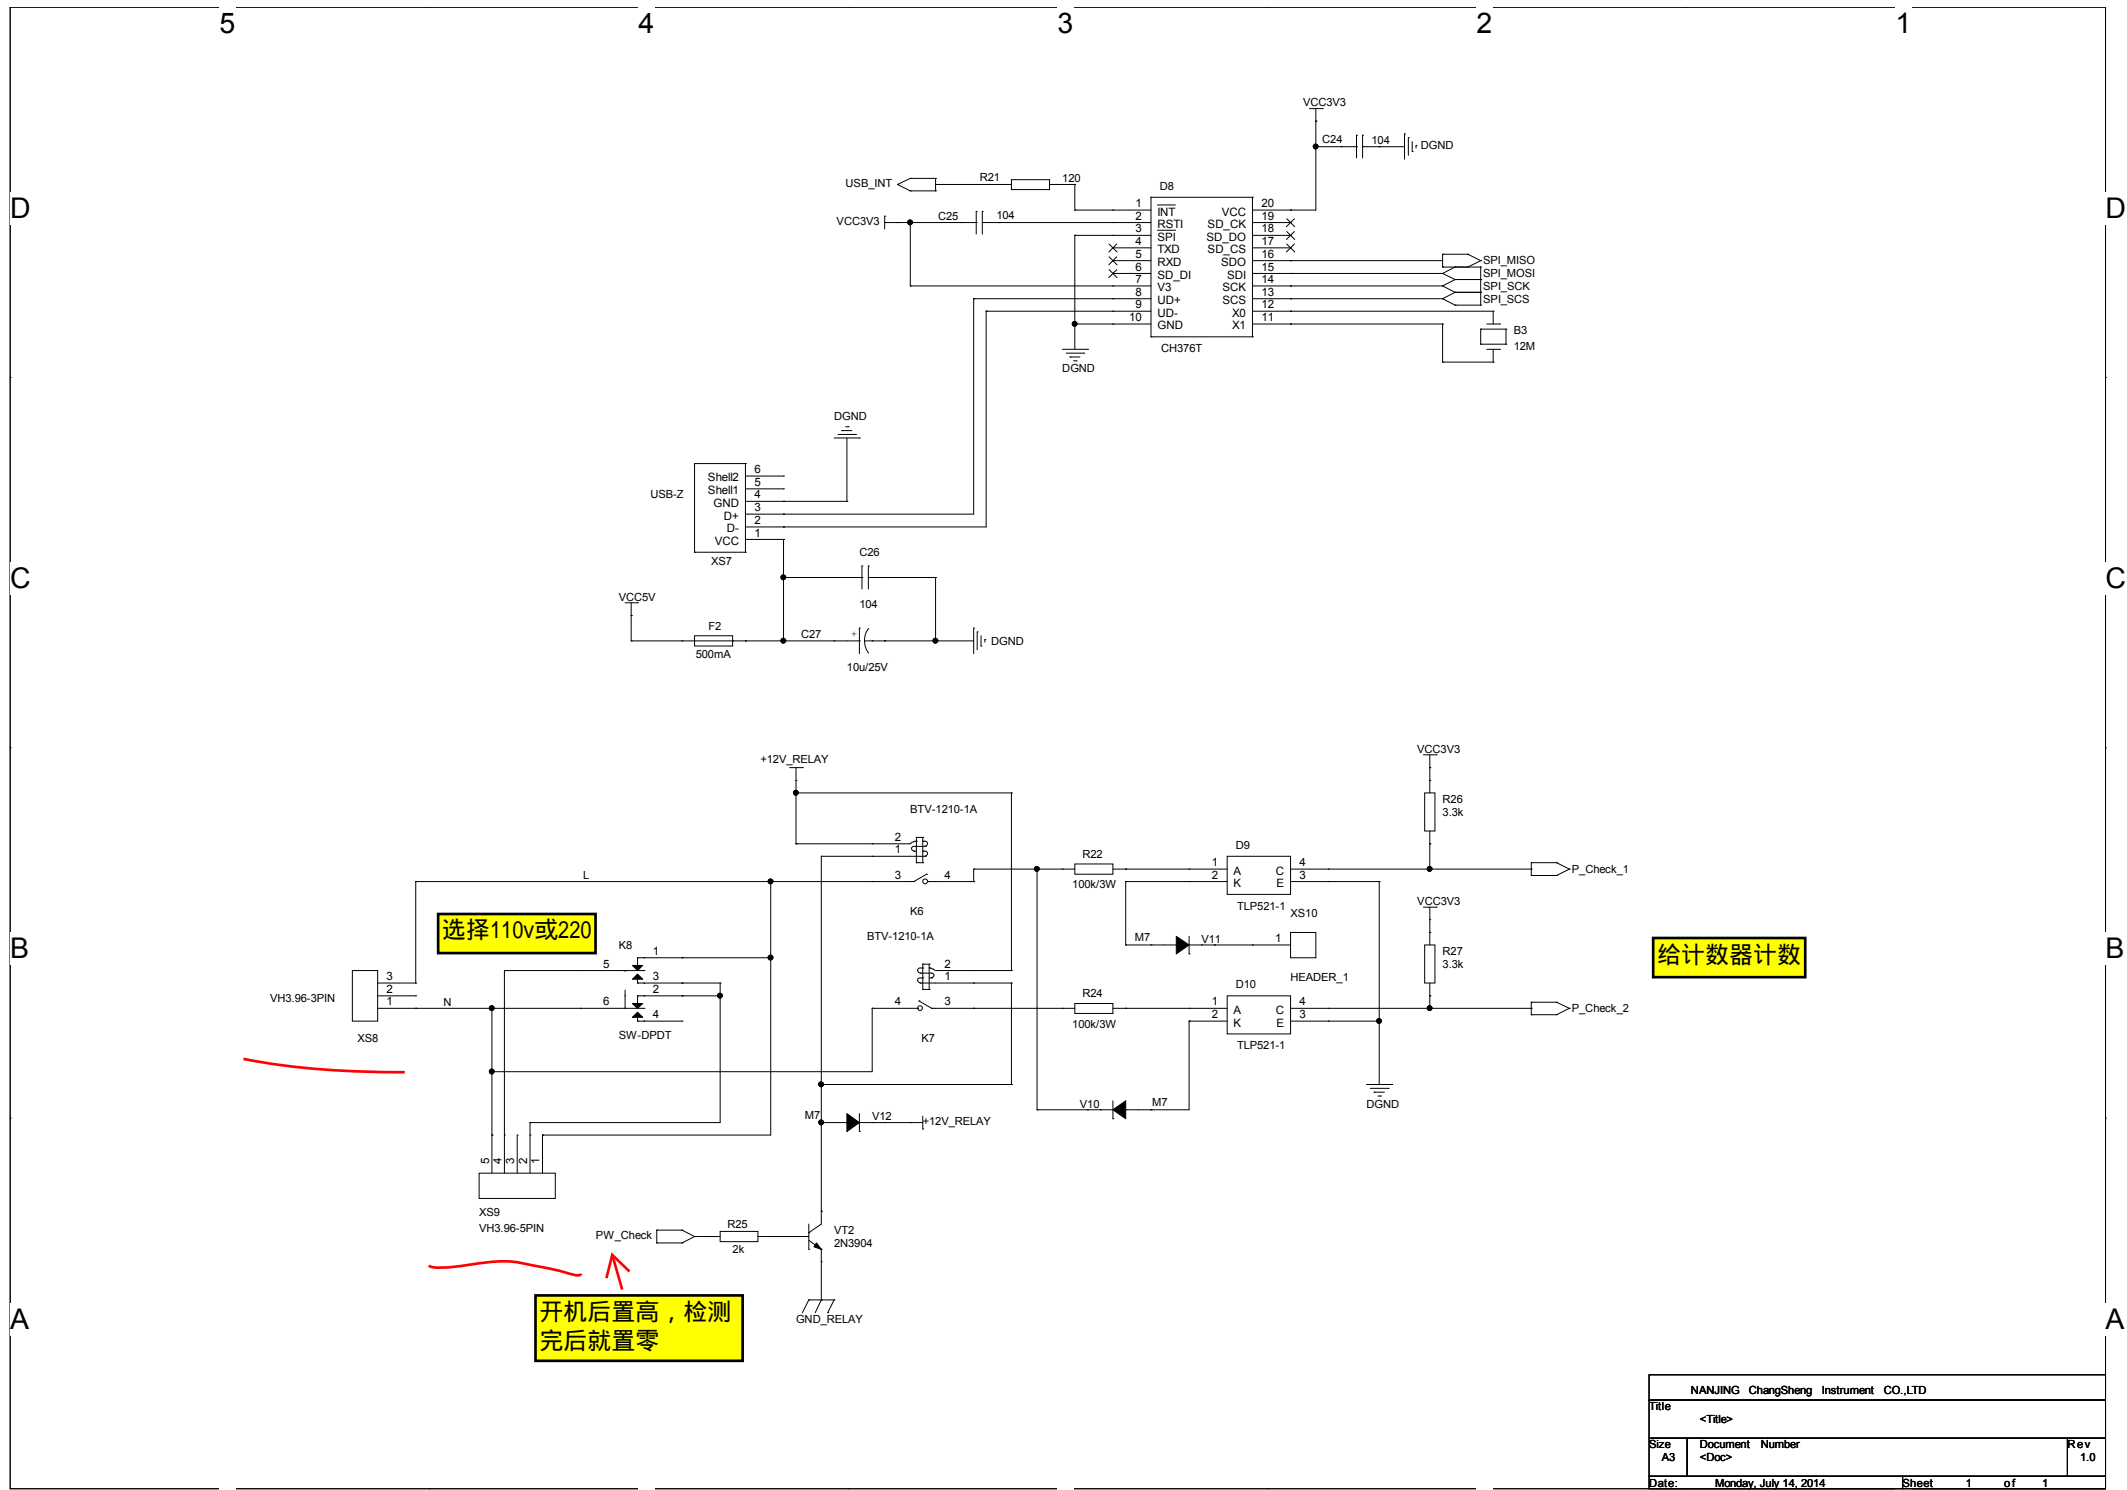 5 4 3 2 1
D D
C C
B B
A A
VCC3V3
C24 104 DGND
USB_INT R21 120
VCC3V3 C25 104
D8
1 INT VCC 20
2 RSTI SD_CK 19
3 SPI SD_DO 18
4 TXD SD_CS 17
5 RXD SDO 16
6 SD_DI SDI 15
7 V3 SCK 14
8 UD+ SCS 13
9 UD- X0 12
10 GND X1 11
CH376T
SPI_MISO
SPI_MOSI
SPI_SCK
SPI_SCS
B3
12M
DGND
DGND
USB-Z
Shell2 6
Shell1 5
GND 4
D+ 3
D- 2
VCC 1
XS7
C26
104
VCC5V
F2
500mA
C27 + DGND
10u/25V
+12V_RELAY
BTV-1210-1A
2
1
L
3 4
K6
BTV-1210-1A
2
1
4 3
K7
选择110v或220
K8
5 1
3
6 2
4
SW-DPDT
VH3.96-3PIN
3
2
1
N
XS8
5 4 3 2 1
XS9
VH3.96-5PIN
M7 V12 +12V_RELAY
PW_Check R25
2k
VT2
2N3904
GND_RELAY
开机后置高，检测
完后就置零
R22
100k/3W
D9
1 A C 4
2 K E 3
TLP521-1
XS10
M7 V11 1
HEADER_1
R24
100k/3W
D10
1 A C 4
2 K E 3
TLP521-1
V10 M7
VCC3V3
R26
3.3k
P_Check_1
VCC3V3
R27
3.3k
P_Check_2
DGND
给计数器计数
NANJING ChangSheng Instrument CO.,LTD
Title
<Title>
Size Document Number Rev
A3 <Doc> 1.0
Date: Monday, July 14, 2014 Sheet 1 of 1